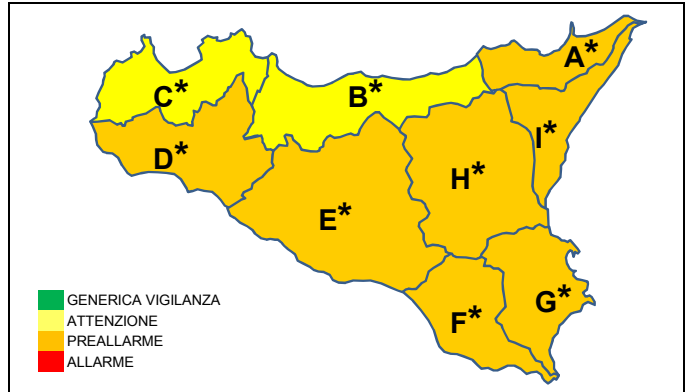 A*
B*
C*
I*
D*
H*
E*
G*
F*
GENERICA VIGILANZA
ATTENZIONE
PREALLARME
ALLARME